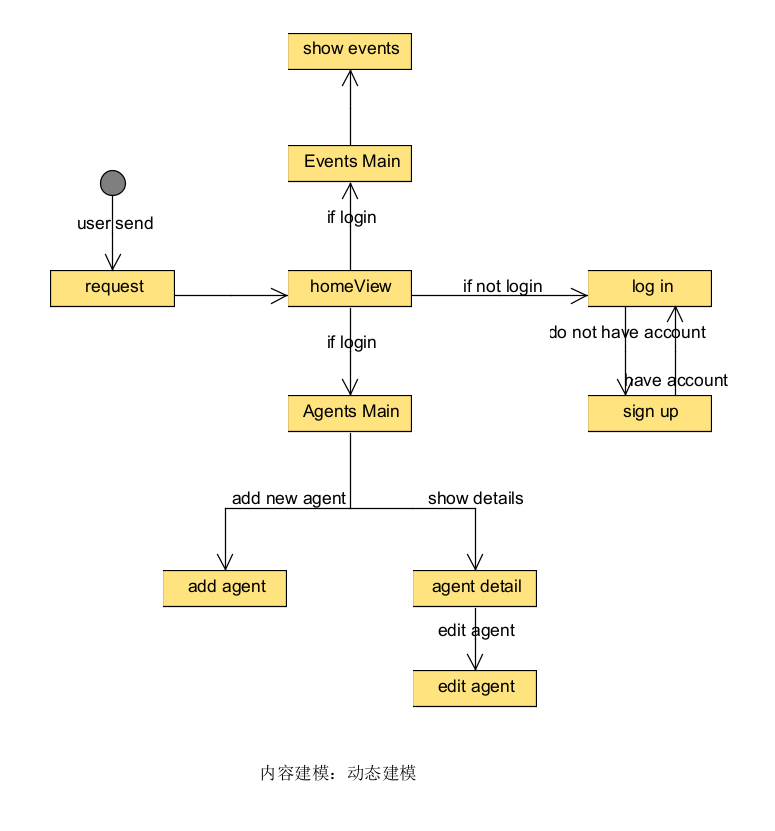 show events
Events Main
user send
if login
request
homeView
if not login
log in
if login
do not have account
have account
Agents Main
sign up
add new agent
show details
add agent
agent detail
edit agent
edit agent
内容建模：动态建模